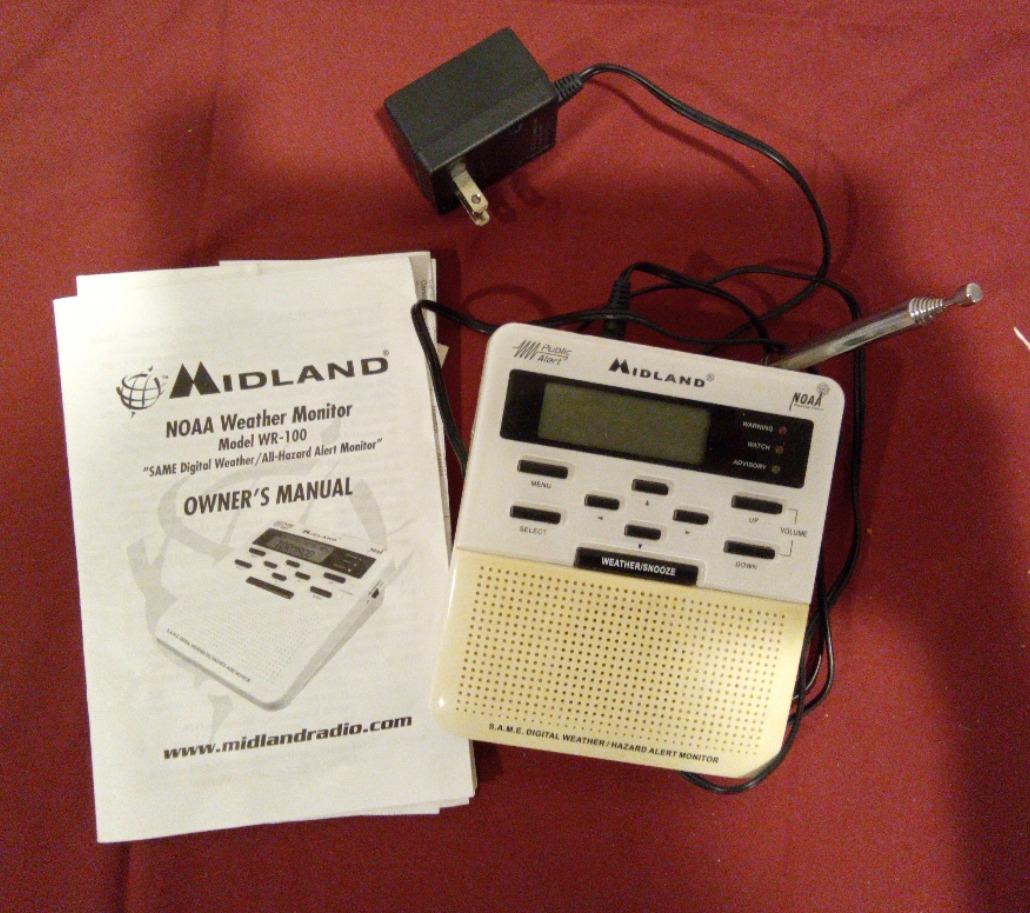 MIDLAND®
NOAA Weather Monitor
Model WR-100
"SAME Digital Weather/All-Hazard Alert Monitor"
OWNER'S MANUAL
MIDLAND
www.midlandradio.com
Public
Alert
MIDLAND®
NOAA
WARNING
WATCH
ADVISORY
MENU
SELECT
UP
VOLUME
DOWN
WEATHER/SNOOZE
S.A.M.E. DIGITAL WEATHER / HAZARD ALERT MONITOR